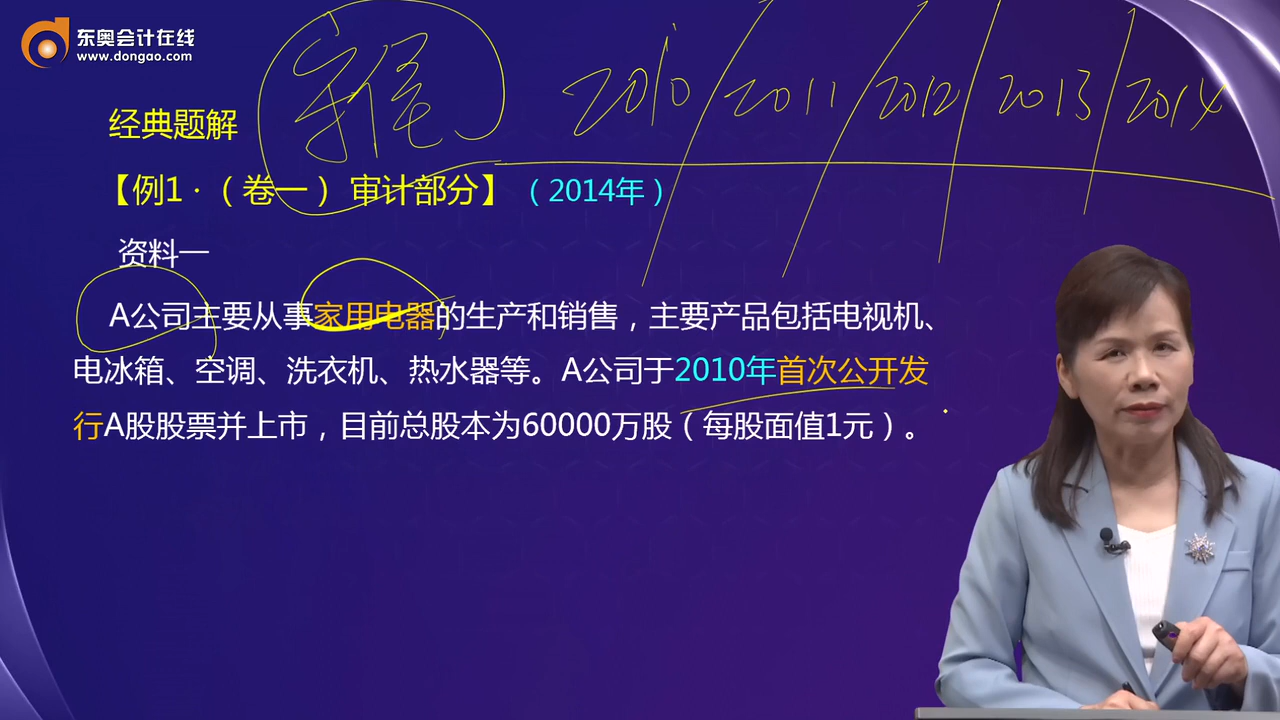 东奥会计在线
www.dongao.com
2010 2011 2012 2013 2014
经典题解
【例1·（卷一） 审计部分】（2014年）
资料一
A公司主要从事家用电器的生产和销售，主要产品包括电视机、
电冰箱、空调、洗衣机、热水器等。A公司于2010年首次公开发
行A股股票并上市，目前总股本为60000万股（每股面值1元）。